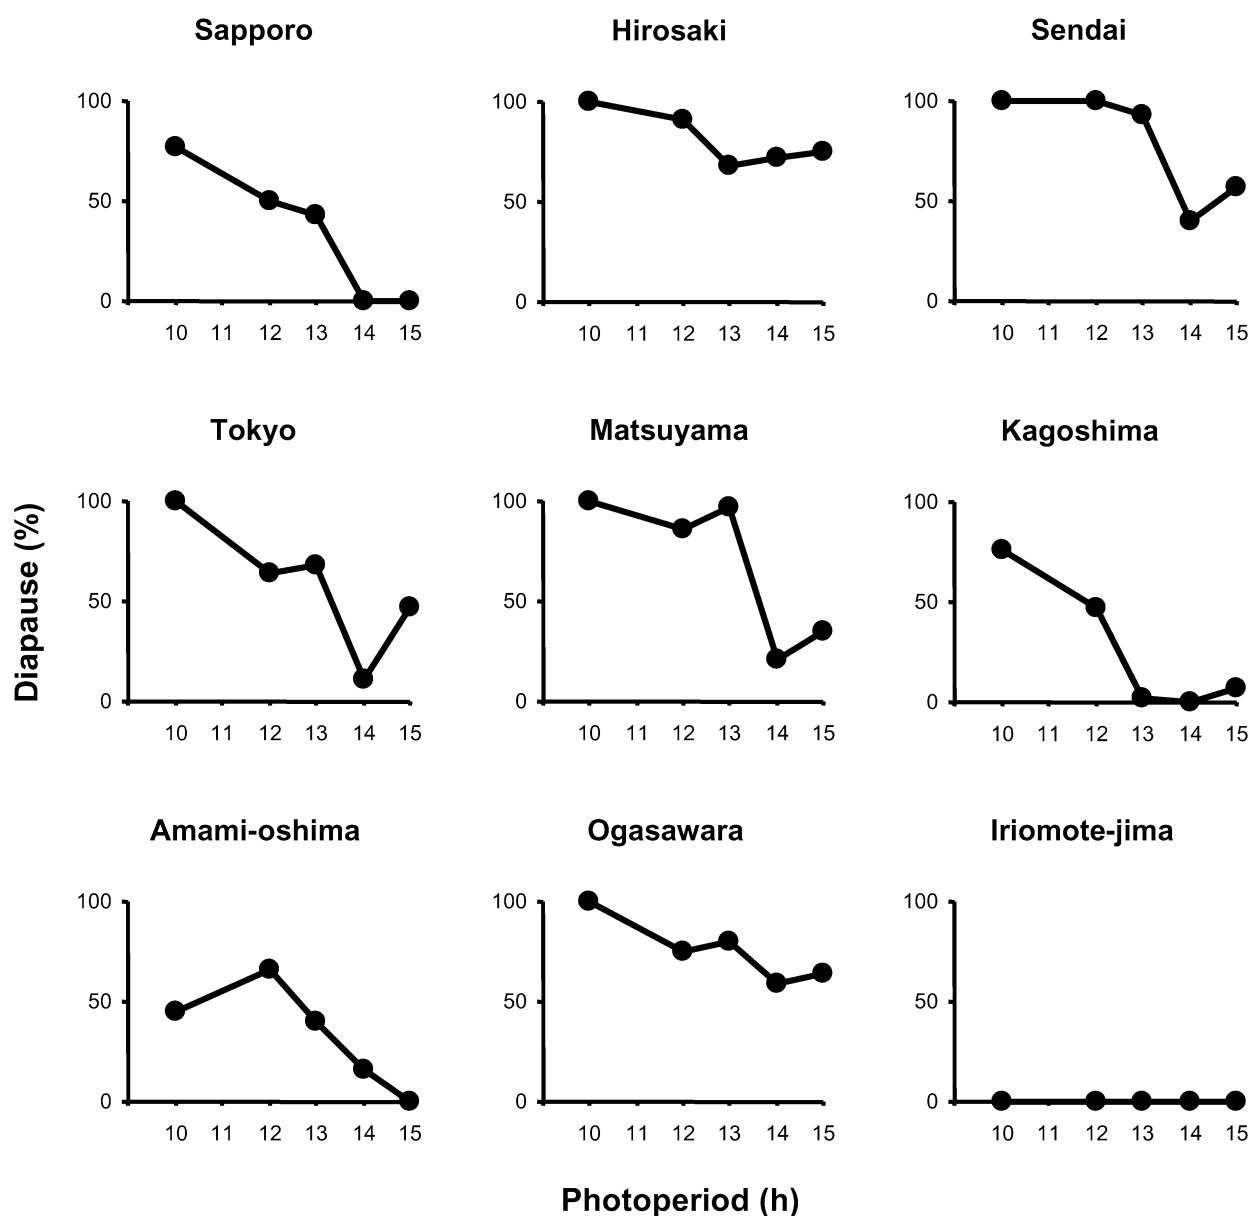 Sapporo Hirosaki Sendai
100 100 100
50 50 50
0 0 0
10 11 12 13 14 15 10 11 12 13 14 15 10 11 12 13 14 15
Tokyo Matsuyama Kagoshima
Diapause (%)
100 100 100
50 50 50
0 0 0
10 11 12 13 14 15 10 11 12 13 14 15 10 11 12 13 14 15
Amami-oshima Ogasawara Iriomote-jima
100 100 100
50 50 50
0 0 0
10 11 12 13 14 15 10 11 12 13 14 15 10 11 12 13 14 15
Photoperiod (h)